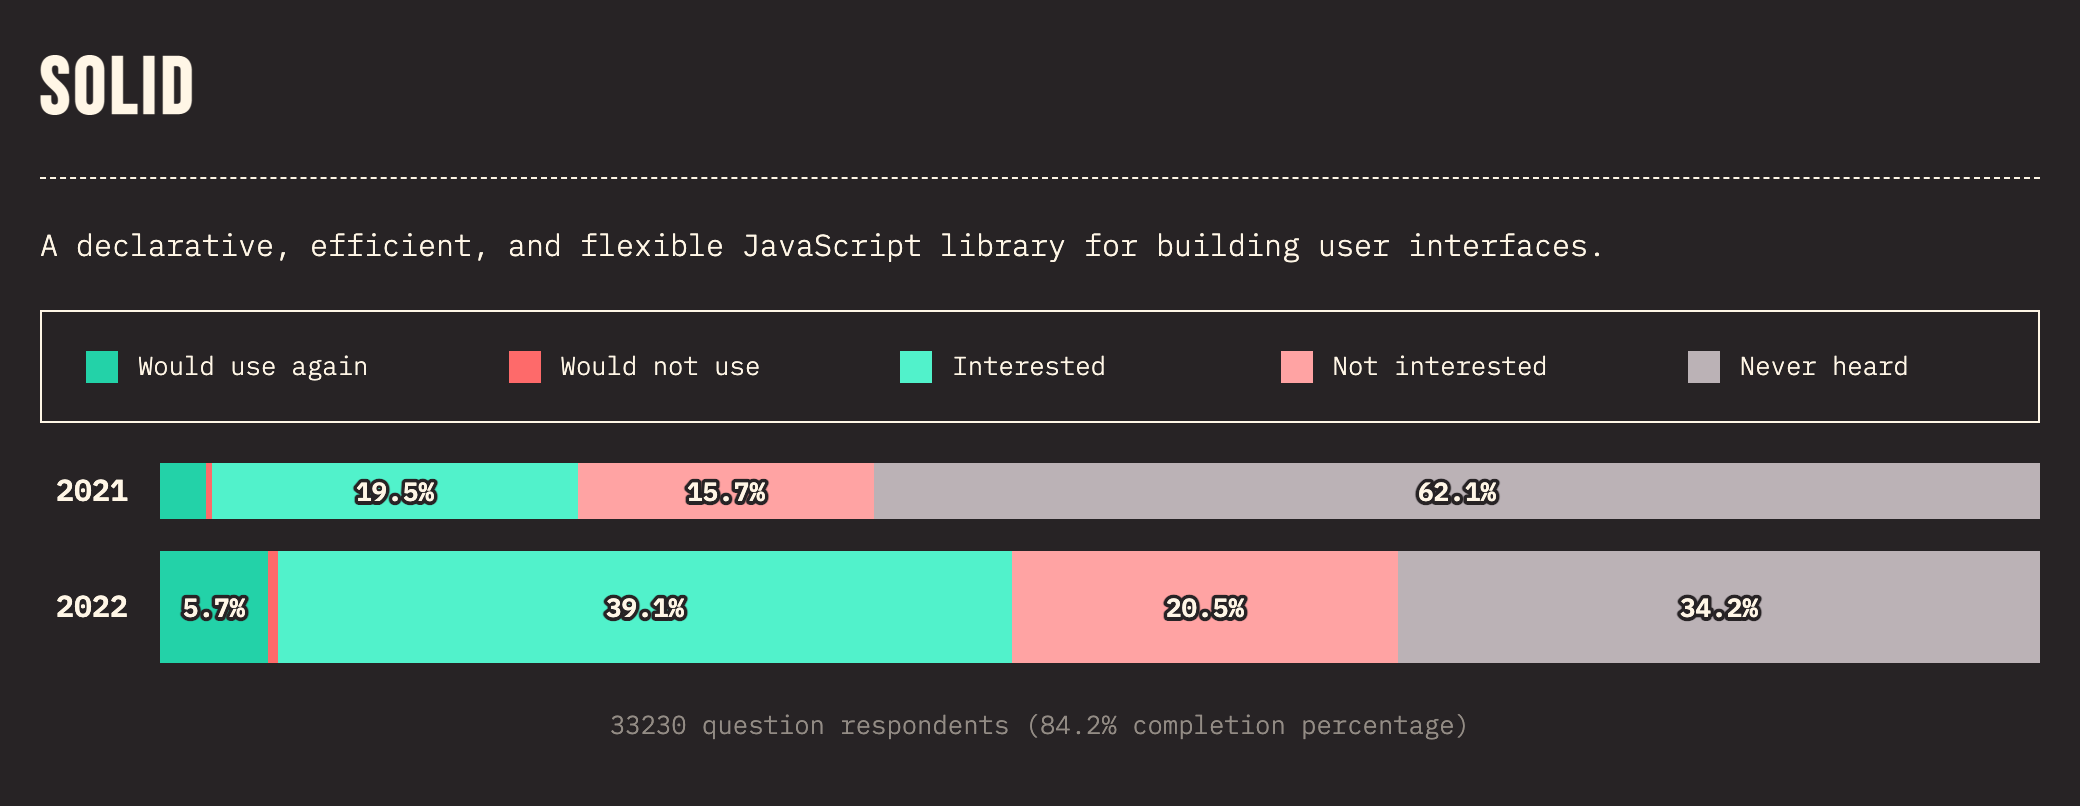 SOLID
A declarative, efficient, and flexible JavaScript library for building user interfaces.
Would use again Would not use Interested Not interested Never heard
2021 19.5% 15.7% 62.1%
2022 5.7% 39.1% 20.5% 34.2%
33230 question respondents (84.2% completion percentage)